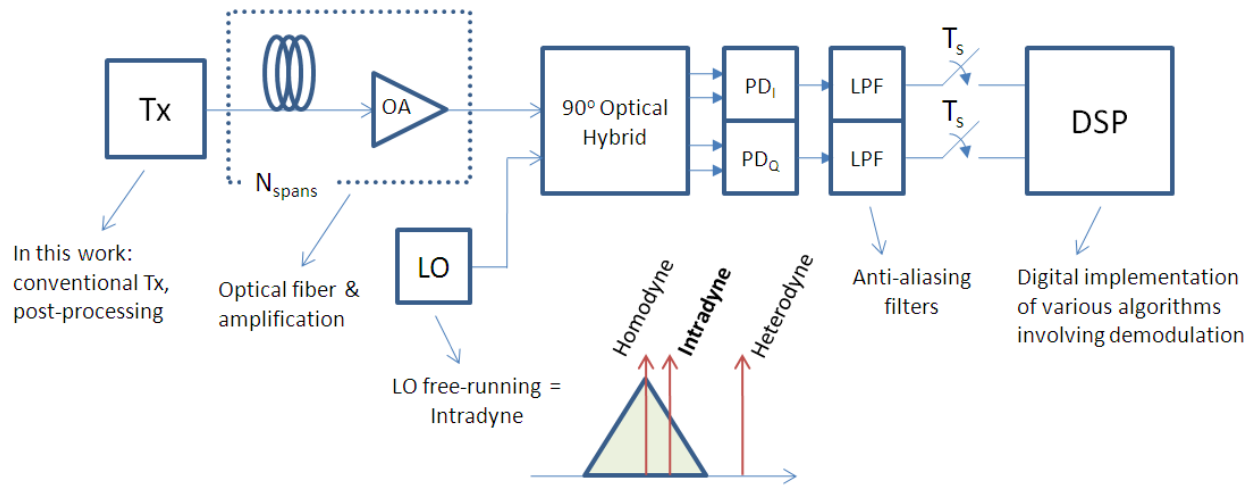 Tx
OA
N_spans
90° Optical
Hybrid
PD_I
PD_Q
LPF
LPF
T_s
T_s
DSP
LO
In this work:
conventional Tx,
post-processing
Optical fiber &
amplification
LO free-running =
Intradyne
Homodyne
Intradyne
Heterodyne
Anti-aliasing
filters
Digital implementation
of various algorithms
involving demodulation